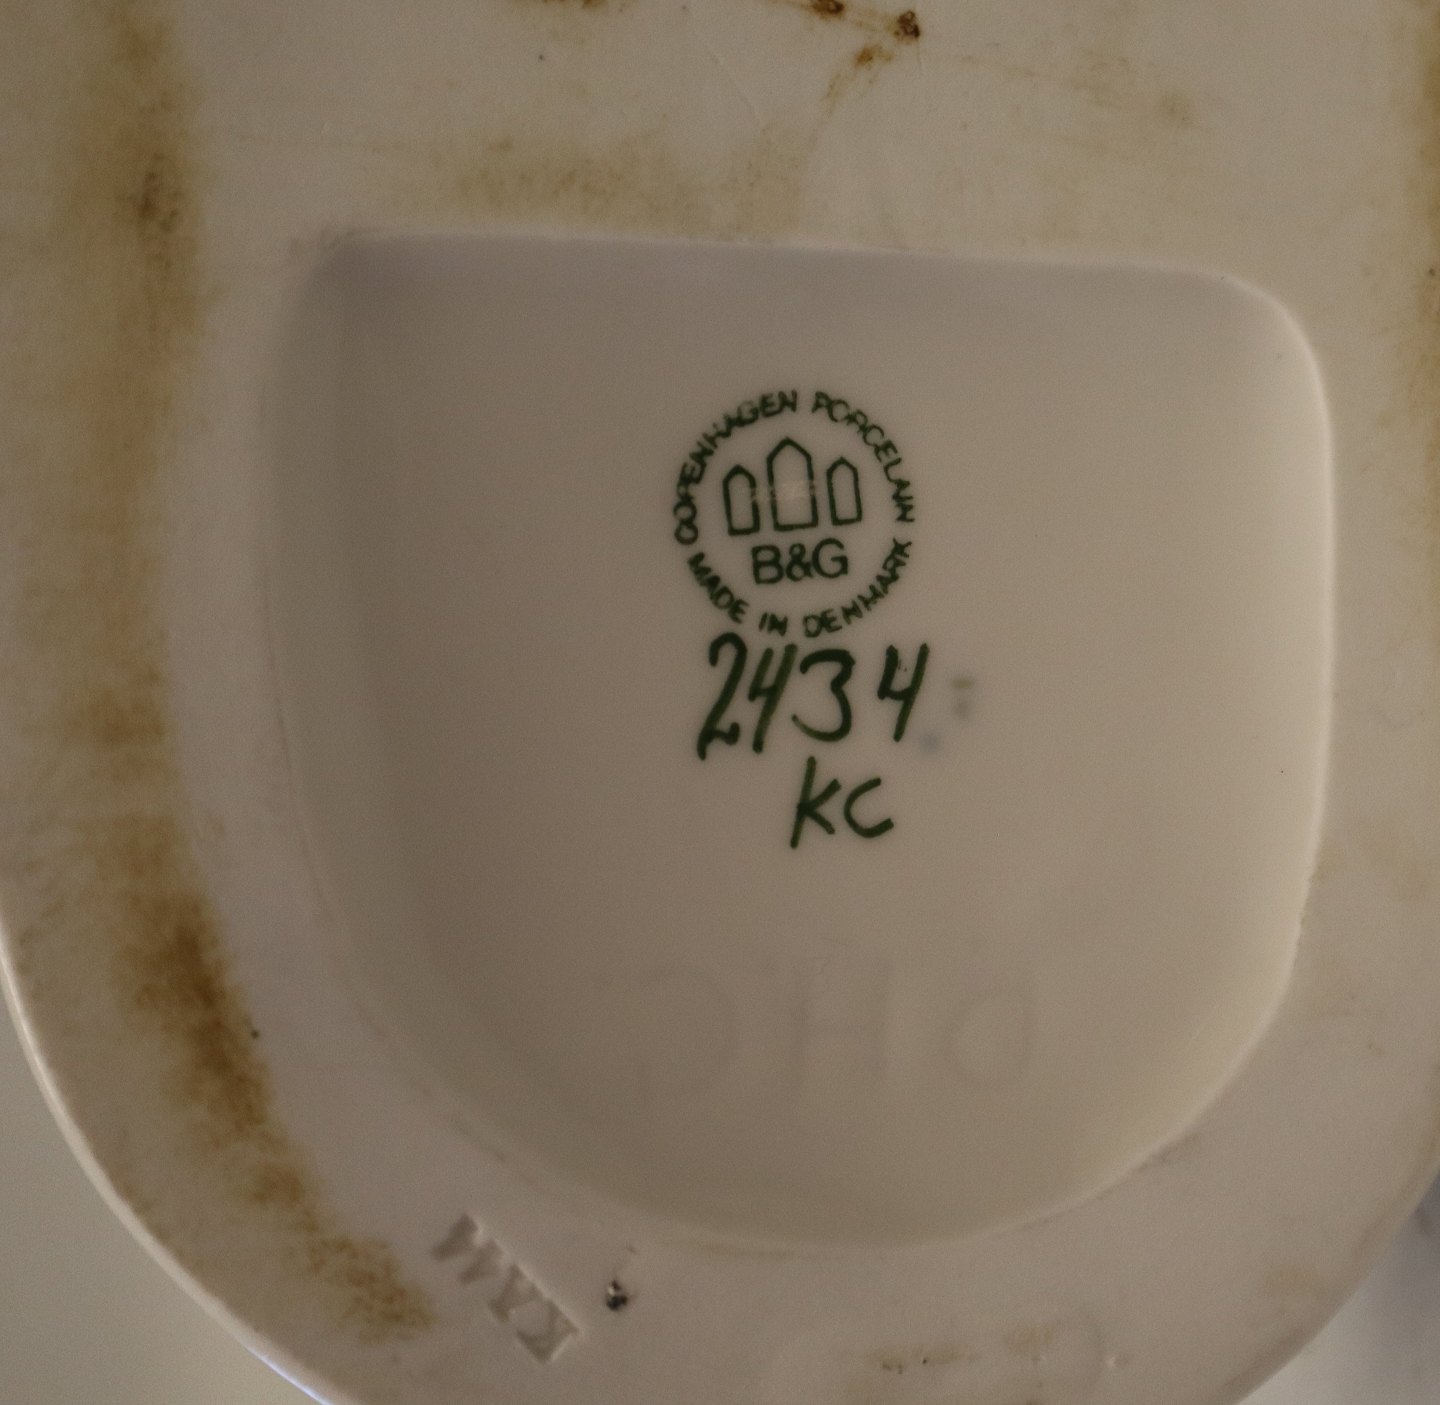 COPENHAGEN PORCELAIN
B&G
MADE IN DENMARK
2434
KC